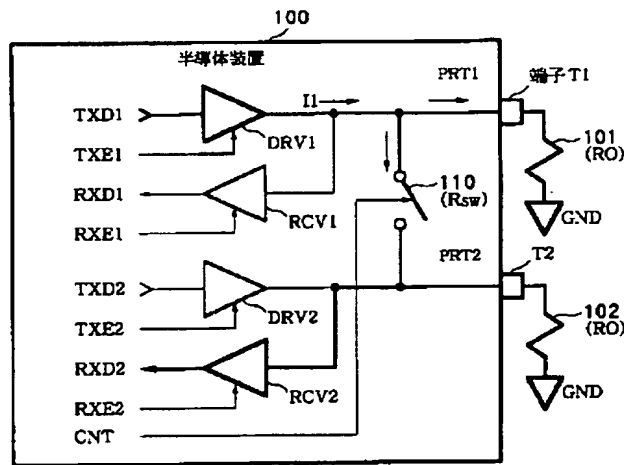 100
半導体装置
PRT1
端子T1
I1
TXD1
DRV1
TXE1
101
(RO)
RXD1
110
(Rsw)
RCV1
RXE1
GND
PRT2
T2
TXD2
DRV2
TXE2
102
(RO)
RXD2
RCV2
RXE2
GND
CNT